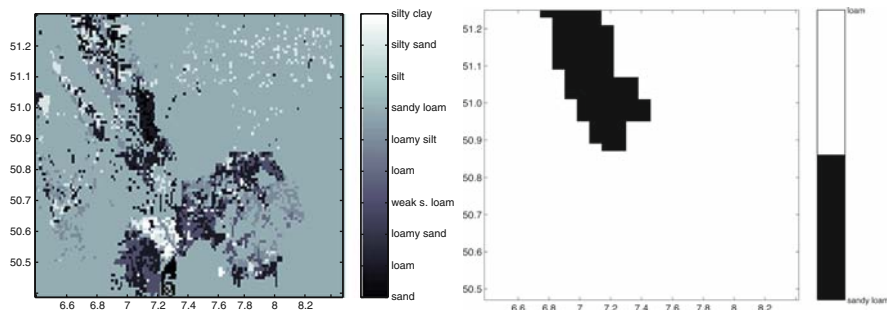 51.3
51.2
51.1
51.0
50.9
50.8
50.7
50.6
50.5
6.6 6.8 7 7.2 7.4 7.6 7.8 8 8.2
silty clay
silty sand
silt
sandy loam
loamy silt
loam
weak s. loam
loamy sand
loam
sand
51.2
51.1
51
50.9
50.8
50.7
50.6
50.5
6.6 6.8 7 7.2 7.4 7.6 7.8 8 8.2
loam
sandy loam